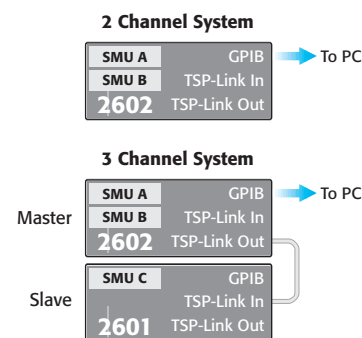 2 Channel System
SMU A GPIB To PC
SMU B TSP-Link In
2602 TSP-Link Out
3 Channel System
SMU A GPIB To PC
Master SMU B TSP-Link In
2602 TSP-Link Out
SMU C GPIB
Slave TSP-Link In
2601 TSP-Link Out